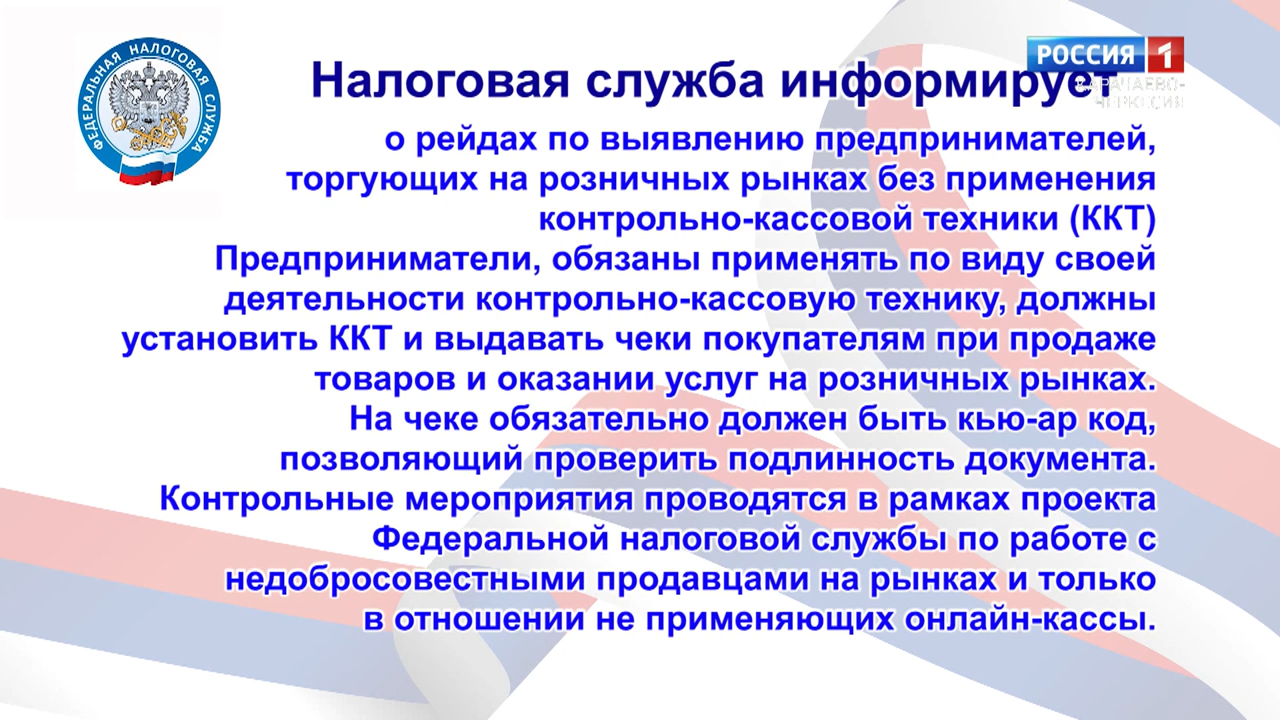 ФЕДЕРАЛЬНАЯ НАЛОГОВАЯ СЛУЖБА
РОССИЯ 1
КАРАЧАЕВО-
ЧЕРКЕСИЯ
Налоговая служба информирует
о рейдах по выявлению предпринимателей,
торгующих на розничных рынках без применения
контрольно-кассовой техники (ККТ)
Предприниматели, обязаны применять по виду своей
деятельности контрольно-кассовую технику, должны
установить ККТ и выдавать чеки покупателям при продаже
товаров и оказании услуг на розничных рынках.
На чеке обязательно должен быть кью-ар код,
позволяющий проверить подлинность документа.
Контрольные мероприятия проводятся в рамках проекта
Федеральной налоговой службы по работе с
недобросовестными продавцами на рынках и только
в отношении не применяющих онлайн-кассы.